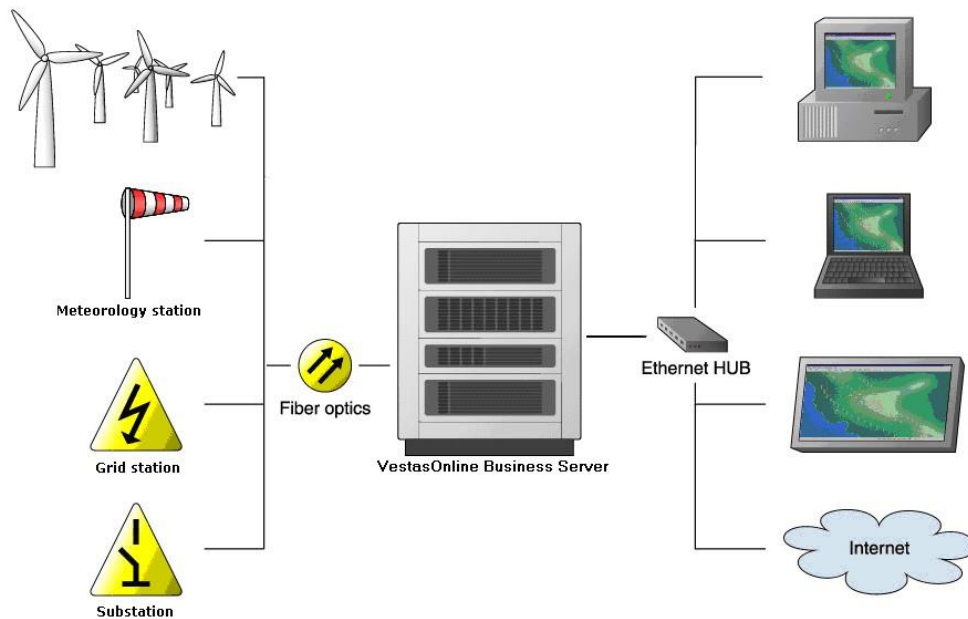 Meteorology station
Fiber optics
Ethernet HUB
Grid station
VestasOnline Business Server
Internet
Substation